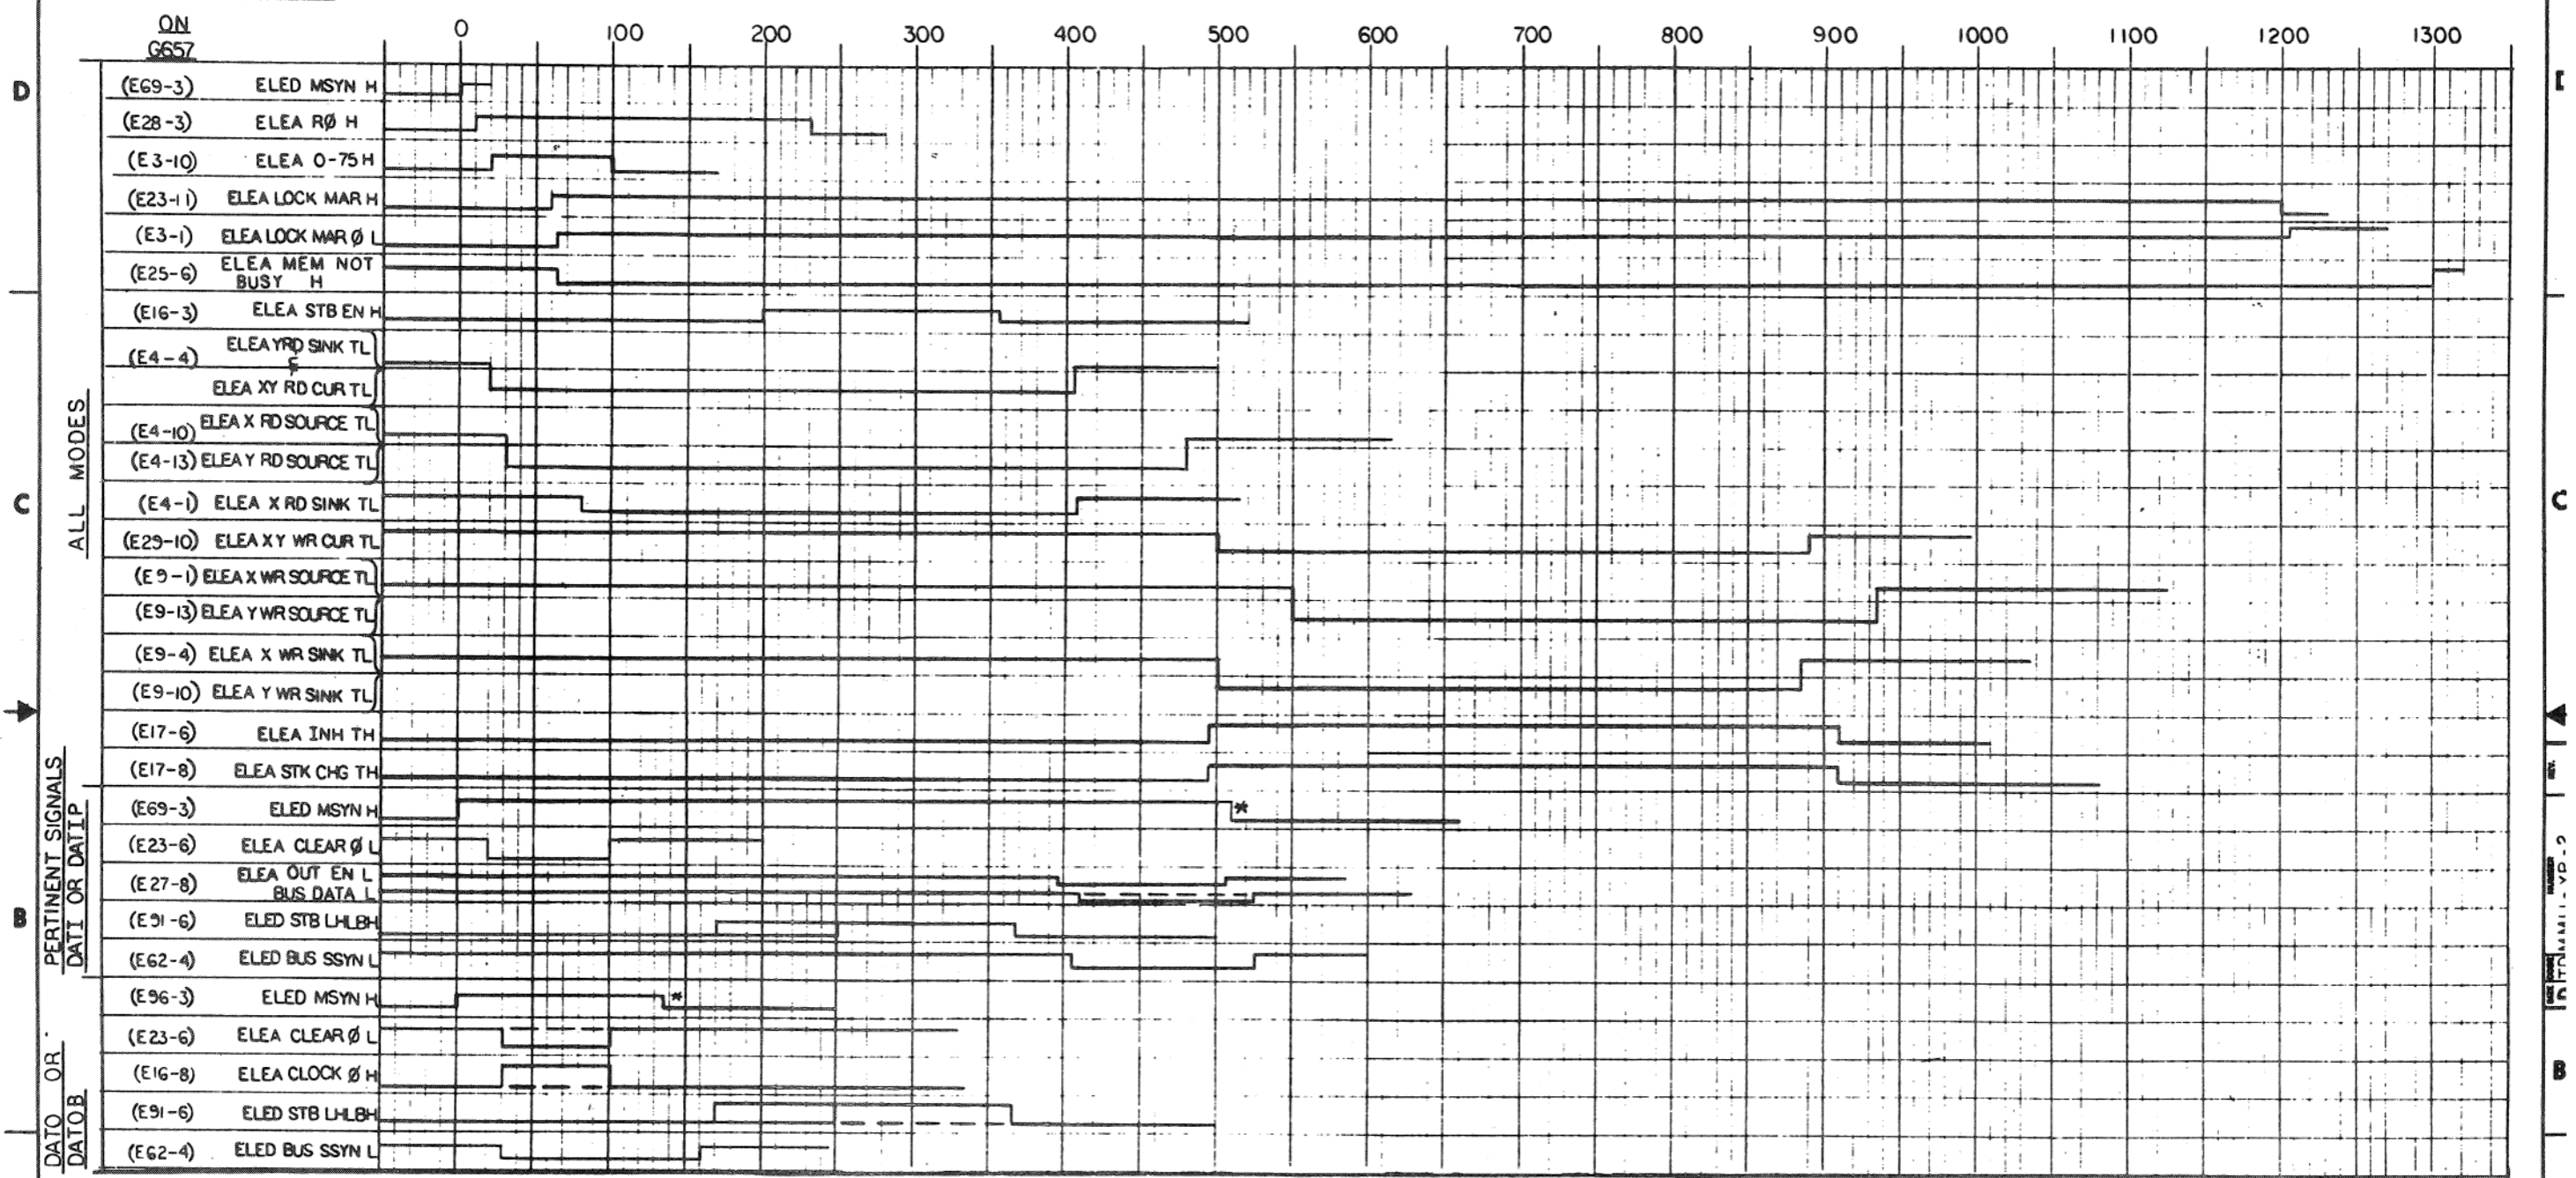 ON
G657
0 100 200 300 400 500 600 700 800 900 1000 1100 1200 1300
D
(E69-3) ELED MSYN H
(E28-3) ELEA RØ H
(E3-10) ELEA 0-75 H
(E23-11) ELEA LOCK MAR H
(E3-1) ELEA LOCK MAR Ø L
(E25-6) ELEA MEM NOT
BUSY H
(E16-3) ELEA STB EN H
ELEA YRD SINK TL
(E4-4)
ELEA XY RD CUR TL
ALL MODES
(E4-10) ELEA X RD SOURCE TL
(E4-13) ELEA Y RD SOURCE TL
C
(E4-1) ELEA X RD SINK TL
C
(E29-10) ELEA XY WR CUR TL
(E9-1) ELEA X WR SOURCE TL
(E9-13) ELEA Y WR SOURCE TL
(E9-4) ELEA X WR SINK TL
(E9-10) ELEA Y WR SINK TL
(E17-6) ELEA INH TH
(E17-8) ELEA STK CHG TH
REV.
PERTINENT SIGNALS
DATI OR DATIP
(E69-3) ELED MSYN H
*
(E23-6) ELEA CLEAR Ø L
(E27-8) ELEA OUT EN L
BUS DATA L
B
(E91-6) ELED STB LHLBH
(E62-4) ELED BUS SSYN L
NUMBER
DATO OR
DATOB
(E96-3) ELED MSYN H
*
(E23-6) ELEA CLEAR Ø L
(E16-8) ELEA CLOCK Ø H
B
(E91-6) ELED STB LHLBH
(E62-4) ELED BUS SSYN L